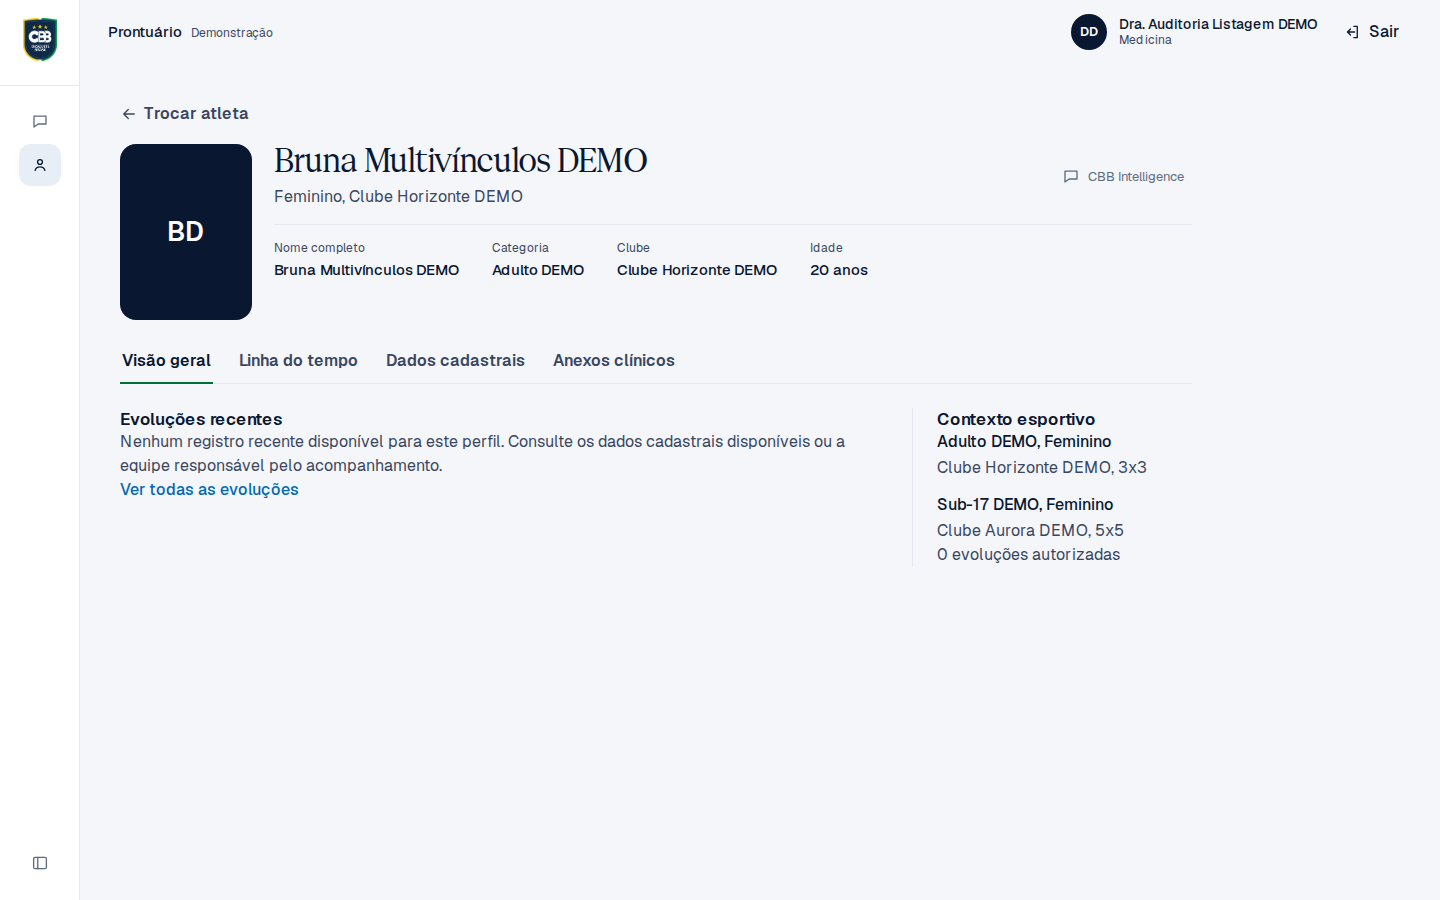 CBB
Prontuário Demonstração
DD
Dra. Auditoria Listagem DEMO
Medicina
Sair
Trocar atleta
BD
Bruna Multivínculos DEMO
Feminino, Clube Horizonte DEMO
CBB Intelligence
Nome completo
Bruna Multivínculos DEMO
Categoria
Adulto DEMO
Clube
Clube Horizonte DEMO
Idade
20 anos
Visão geral
Linha do tempo
Dados cadastrais
Anexos clínicos
Evoluções recentes
Nenhum registro recente disponível para este perfil. Consulte os dados cadastrais disponíveis ou a
equipe responsável pelo acompanhamento.
Ver todas as evoluções
Contexto esportivo
Adulto DEMO, Feminino
Clube Horizonte DEMO, 3x3
Sub-17 DEMO, Feminino
Clube Aurora DEMO, 5x5
0 evoluções autorizadas